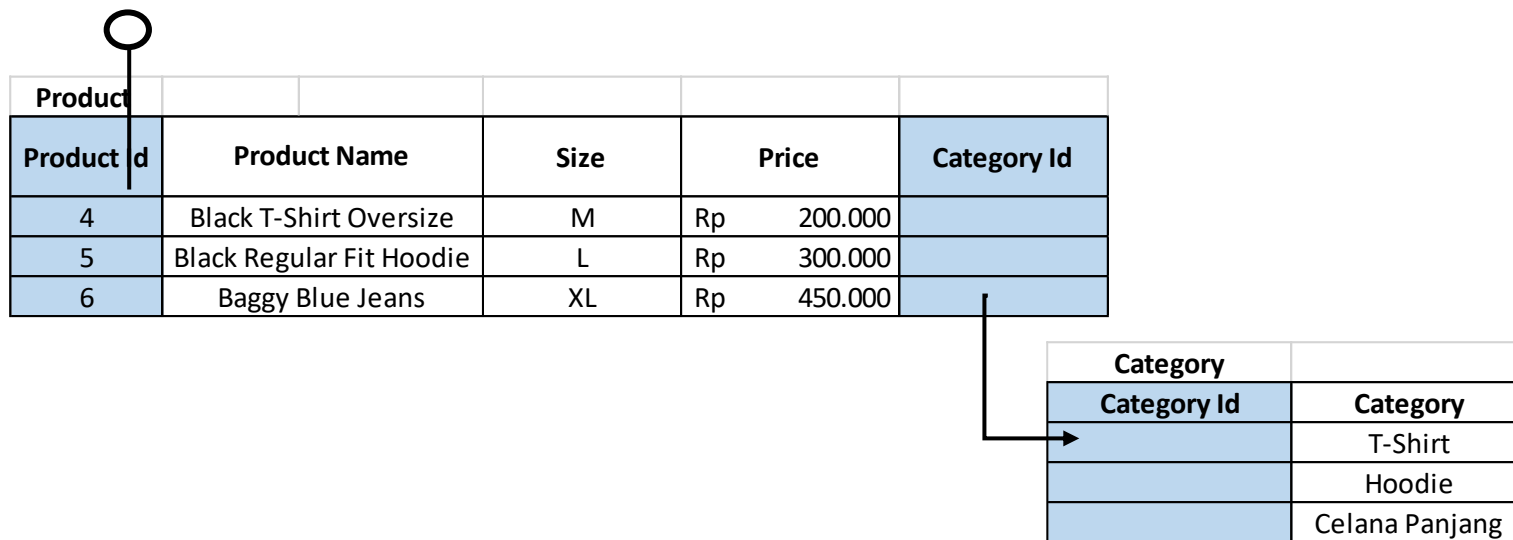 Product
Product Id Product Name Size Price Category Id
4 Black T-Shirt Oversize M Rp 200.000
5 Black Regular Fit Hoodie L Rp 300.000
6 Baggy Blue Jeans XL Rp 450.000
Category
Category Id Category
T-Shirt
Hoodie
Celana Panjang